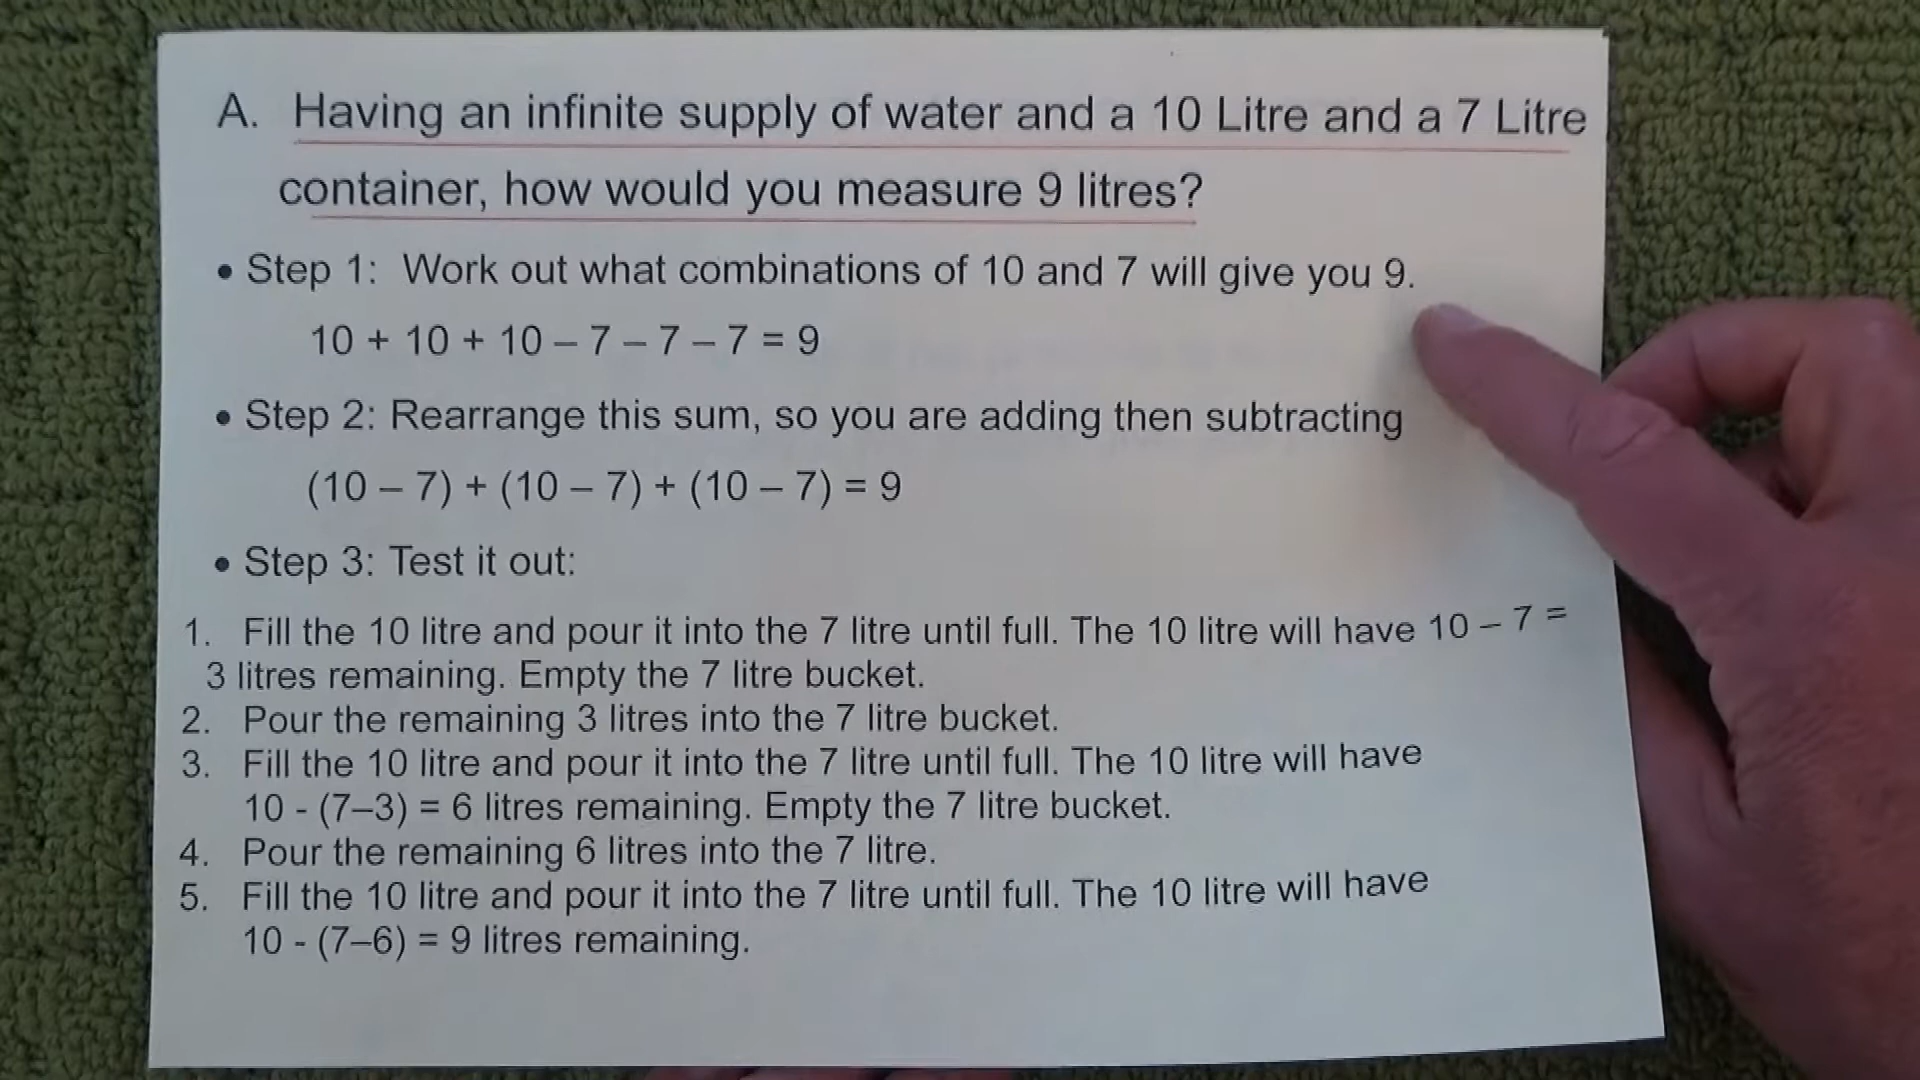 A. Having an infinite supply of water and a 10 Litre and a 7 Litre
container, how would you measure 9 litres?
• Step 1: Work out what combinations of 10 and 7 will give you 9.
10 + 10 + 10 – 7 – 7 – 7 = 9
• Step 2: Rearrange this sum, so you are adding then subtracting
(10 – 7) + (10 – 7) + (10 – 7) = 9
• Step 3: Test it out:
1. Fill the 10 litre and pour it into the 7 litre until full. The 10 litre will have 10 – 7 =
3 litres remaining. Empty the 7 litre bucket.
2. Pour the remaining 3 litres into the 7 litre bucket.
3. Fill the 10 litre and pour it into the 7 litre until full. The 10 litre will have
10 - (7–3) = 6 litres remaining. Empty the 7 litre bucket.
4. Pour the remaining 6 litres into the 7 litre.
5. Fill the 10 litre and pour it into the 7 litre until full. The 10 litre will have
10 - (7–6) = 9 litres remaining.